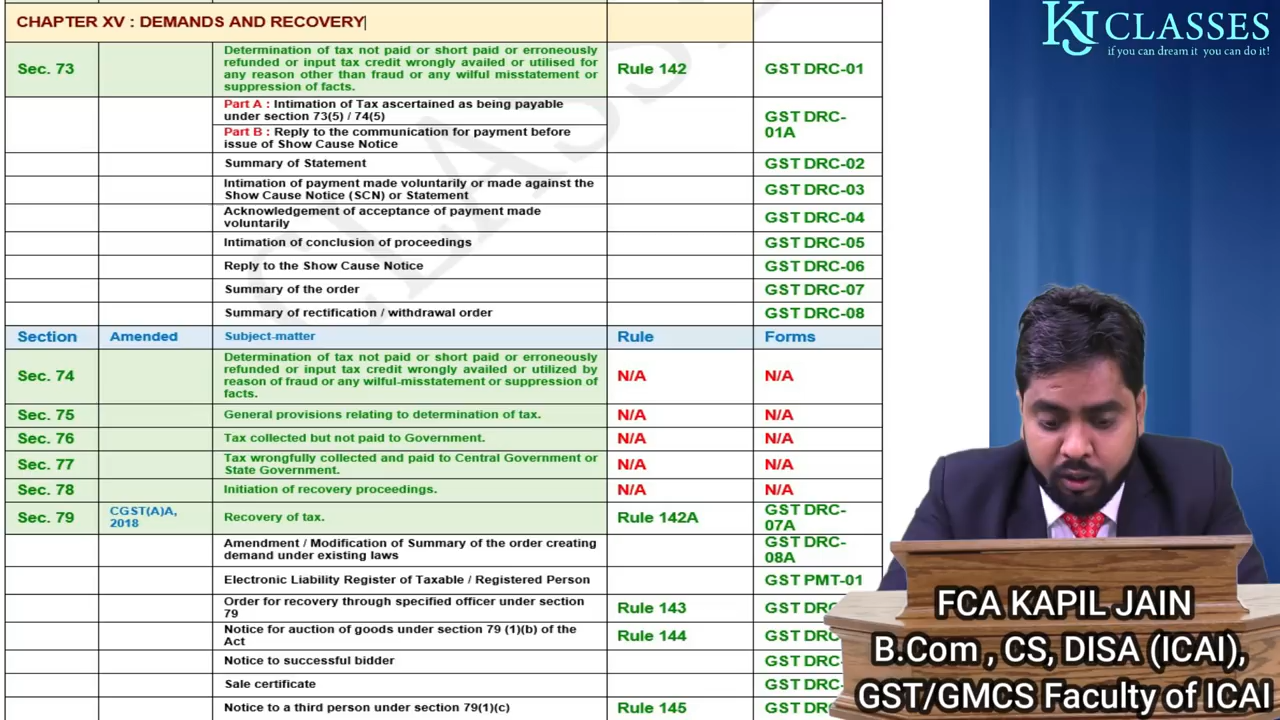 CHAPTER XV : DEMANDS AND RECOVERY
KJ CLASSES
if you can dream it you can do it!
Sec. 73
Determination of tax not paid or short paid or erroneously
refunded or input tax credit wrongly availed or utilised for
any reason other than fraud or any wilful misstatement or
suppression of facts.
Rule 142
GST DRC-01
Part A : Intimation of Tax ascertained as being payable
under section 73(5) / 74(5)
Part B : Reply to the communication for payment before
issue of Show Cause Notice
GST DRC-
01A
Summary of Statement
GST DRC-02
Intimation of payment made voluntarily or made against the
Show Cause Notice (SCN) or Statement
GST DRC-03
Acknowledgement of acceptance of payment made
voluntarily
GST DRC-04
Intimation of conclusion of proceedings
GST DRC-05
Reply to the Show Cause Notice
GST DRC-06
Summary of the order
GST DRC-07
Summary of rectification / withdrawal order
GST DRC-08
Section Amended Subject-matter Rule Forms
Sec. 74
Determination of tax not paid or short paid or erroneously
refunded or input tax credit wrongly availed or utilized by
reason of fraud or any wilful-misstatement or suppression of
facts.
N/A
N/A
Sec. 75 General provisions relating to determination of tax. N/A N/A
Sec. 76 Tax collected but not paid to Government. N/A N/A
Sec. 77
Tax wrongfully collected and paid to Central Government or
State Government.
N/A
N/A
Sec. 78 Initiation of recovery proceedings. N/A N/A
Sec. 79
CGST(A)A,
2018
Recovery of tax.
Rule 142A
GST DRC-
07A
Amendment / Modification of Summary of the order creating
demand under existing laws
GST DRC-
08A
Electronic Liability Register of Taxable / Registered Person
GST PMT-01
Order for recovery through specified officer under section
79
Rule 143
GST
Notice for auction of goods under section 79 (1)(b) of the
Act
Rule 144
GST
Notice to successful bidder
GST
Sale certificate
GST
Notice to a third person under section 79(1)(c)
Rule 145
GST
FCA KAPIL JAIN
B.Com , CS, DISA (ICAI),
GST/GMCS Faculty of ICAI